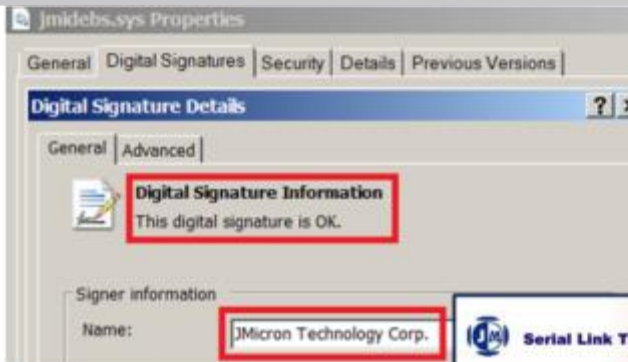 jmidebs.sys Properties
General Digital Signatures Security Details Previous Versions
Digital Signature Details ?
General Advanced
Digital Signature Information
This digital signature is OK.
Signer information
Name: JMicron Technology Corp.
JM Serial Link T